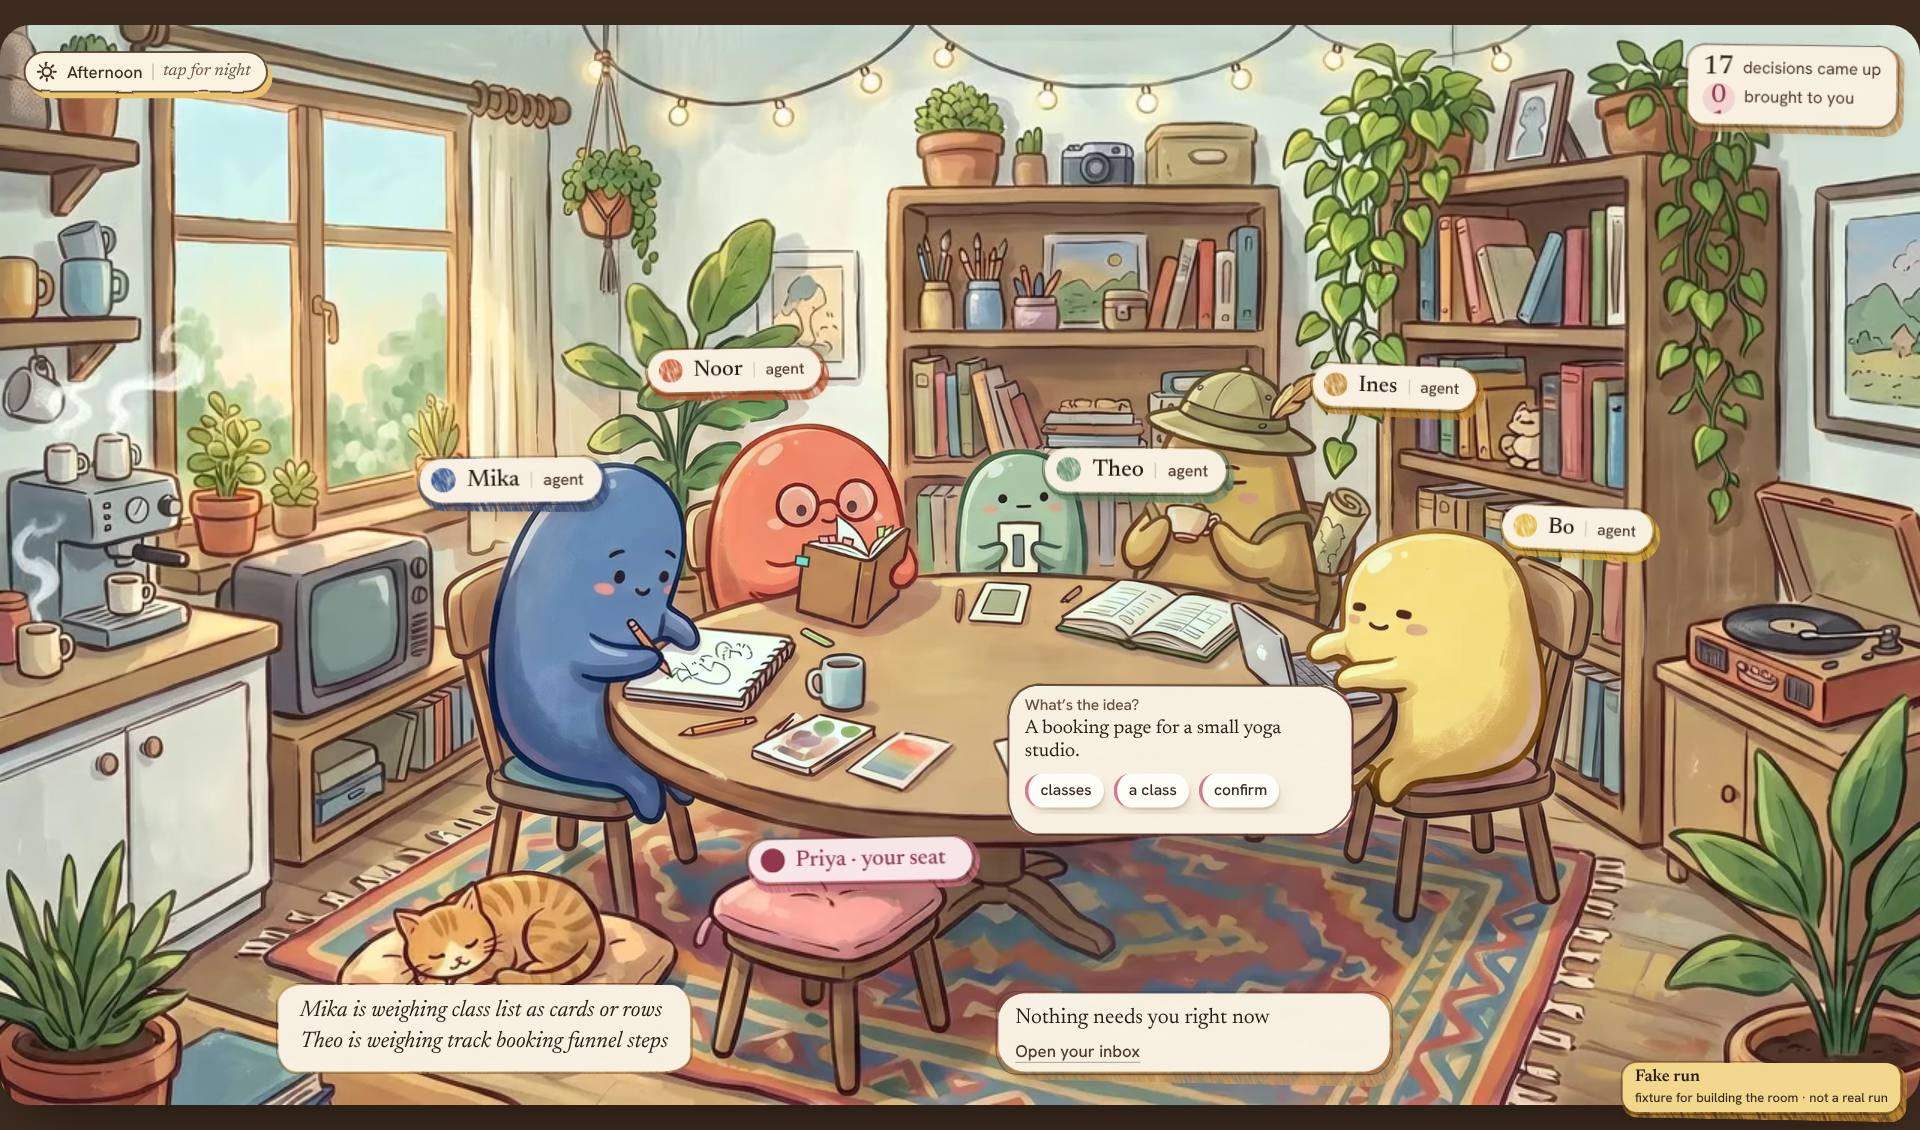 Afternoon | tap for night
17 decisions came up
0 brought to you
Noor | agent
Ines | agent
Mika | agent
Theo | agent
Bo | agent
What's the idea?
A booking page for a small yoga
studio.
classes a class confirm
Priya · your seat
Mika is weighing class list as cards or rows
Theo is weighing track booking funnel steps
Nothing needs you right now
Open your inbox
Fake run
fixture for building the room · not a real run